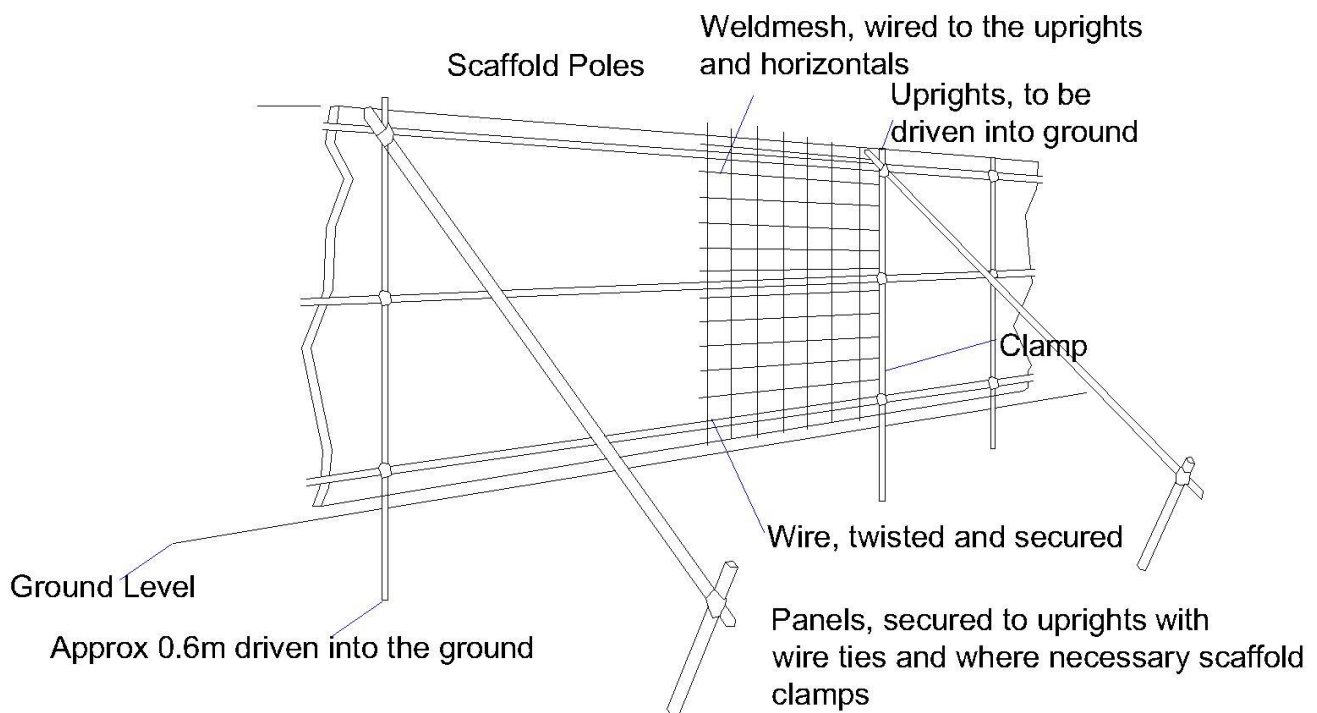 Weldmesh, wired to the uprights
and horizontals
Scaffold Poles
Uprights, to be
driven into ground
Clamp
Wire, twisted and secured
Ground Level
Approx 0.6m driven into the ground
Panels, secured to uprights with
wire ties and where necessary scaffold
clamps